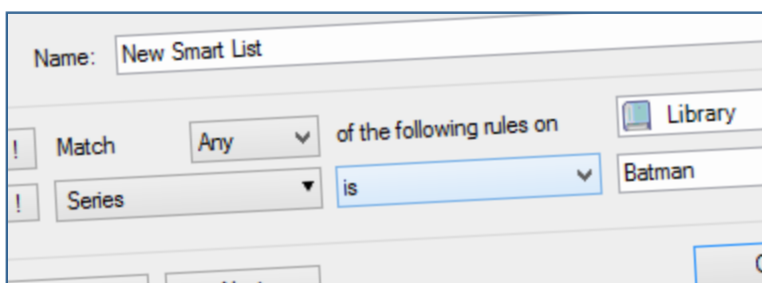 Name: New Smart List
! Match Any of the following rules on Library
! Series is Batman